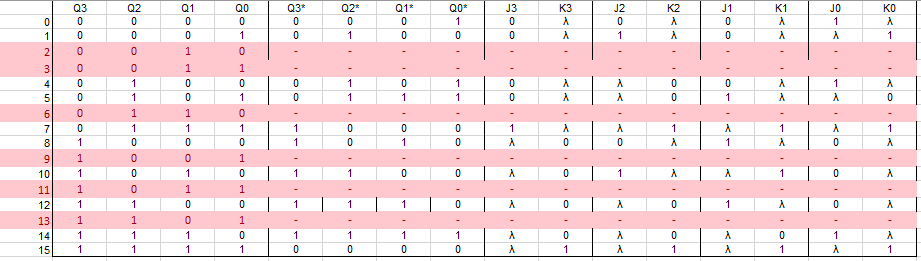 Q3 Q2 Q1 Q0 Q3* Q2* Q1* Q0* J3 K3 J2 K2 J1 K1 J0 K0
0 0 0 0 0 0 0 0 1 0 λ 0 λ 0 λ 1 λ
1 0 0 0 1 0 1 0 0 0 λ 1 λ 0 λ λ 1
2 0 0 1 0 - - - - - - - - - - - -
3 0 0 1 1 - - - - - - - - - - - -
4 0 1 0 0 0 1 0 1 0 λ λ 0 0 λ 1 λ
5 0 1 0 1 0 1 1 1 0 λ λ 0 1 λ λ 0
6 0 1 1 0 - - - - - - - - - - - -
7 0 1 1 1 1 0 0 0 1 λ λ 1 λ 1 λ 1
8 1 0 0 0 1 0 1 0 λ 0 0 λ 1 λ 0 λ
9 1 0 0 1 - - - - - - - - - - - -
10 1 0 1 0 1 1 0 0 λ 0 1 λ λ 1 0 λ
11 1 0 1 1 - - - - - - - - - - - -
12 1 1 0 0 1 1 1 0 λ 0 λ 0 1 λ 0 λ
13 1 1 0 1 - - - - - - - - - - - -
14 1 1 1 0 1 1 1 1 λ 0 λ 0 λ 0 1 λ
15 1 1 1 1 0 0 0 0 λ 1 λ 1 λ 1 λ 1